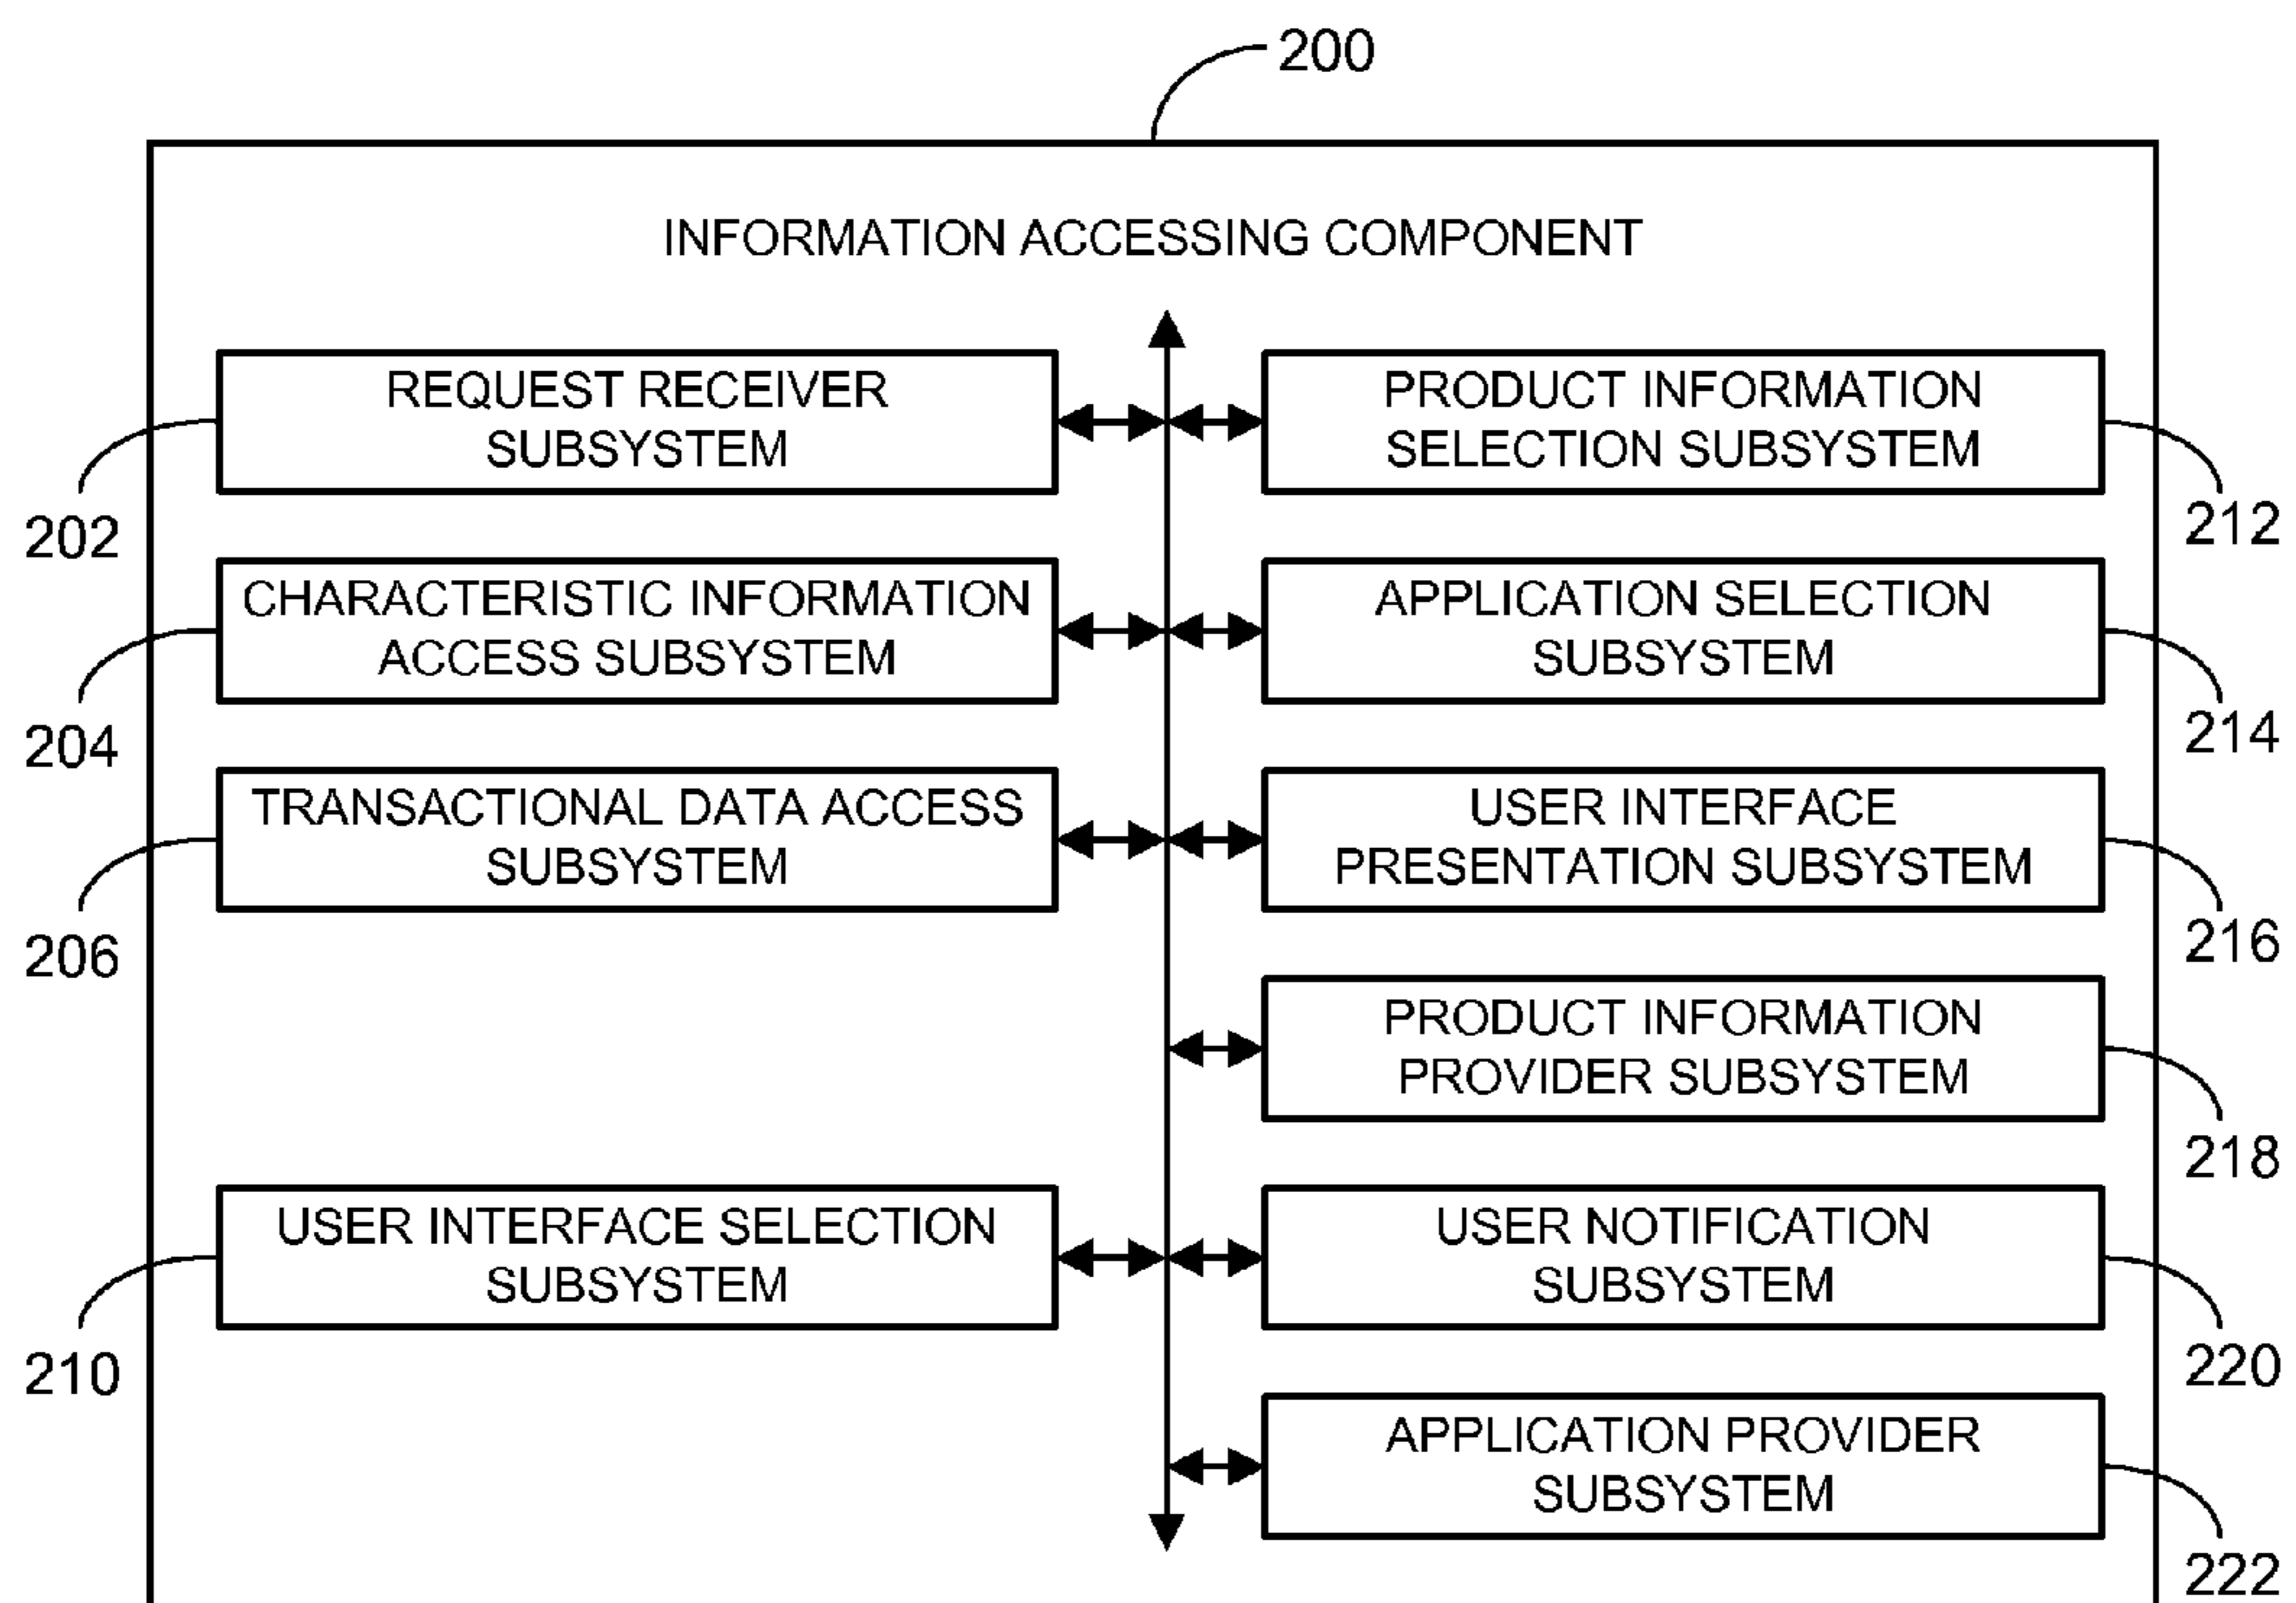 200
INFORMATION ACCESSING COMPONENT
REQUEST RECEIVER
SUBSYSTEM
202
PRODUCT INFORMATION
SELECTION SUBSYSTEM
212
CHARACTERISTIC INFORMATION
ACCESS SUBSYSTEM
204
APPLICATION SELECTION
SUBSYSTEM
214
TRANSACTIONAL DATA ACCESS
SUBSYSTEM
206
USER INTERFACE
PRESENTATION SUBSYSTEM
216
PRODUCT INFORMATION
PROVIDER SUBSYSTEM
218
USER INTERFACE SELECTION
SUBSYSTEM
210
USER NOTIFICATION
SUBSYSTEM
220
APPLICATION PROVIDER
SUBSYSTEM
222